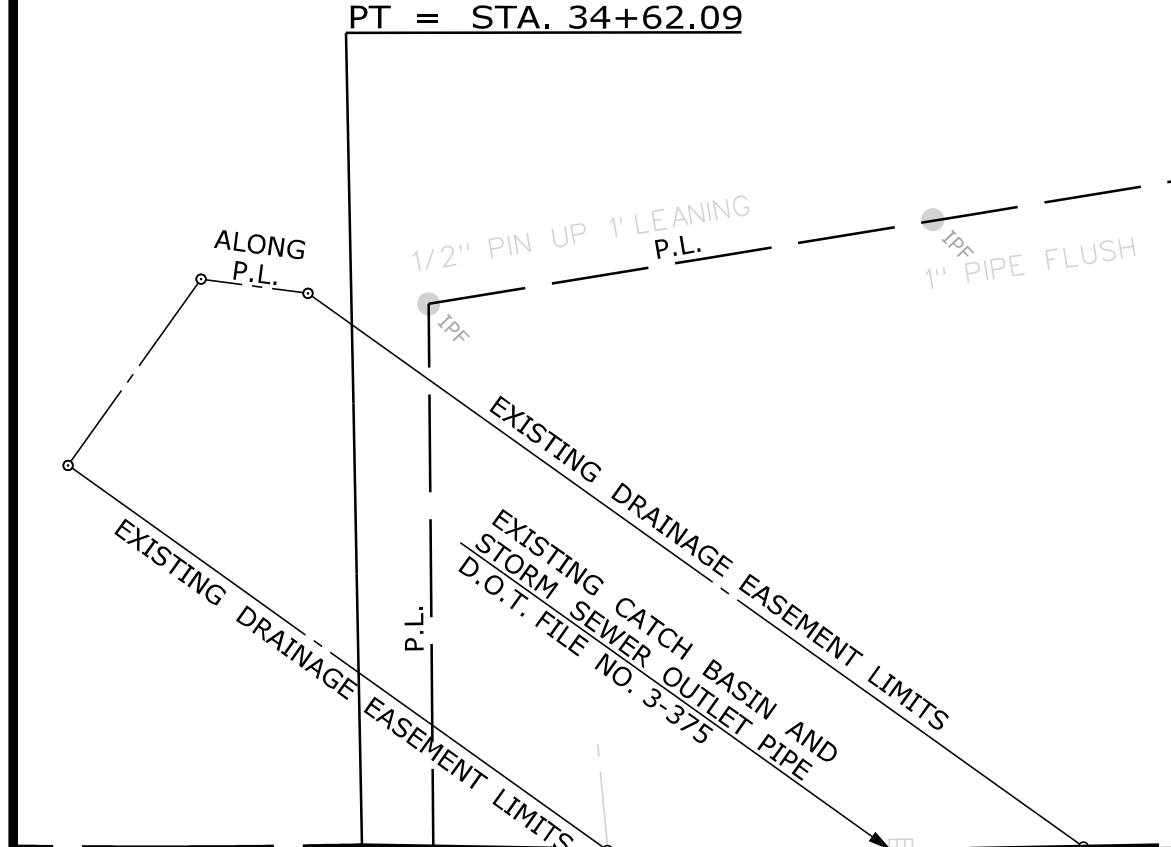 PT = STA. 34+62.09
1/2" PIN UP 1' LEANING
P.L.
IPF
1" PIPE FLUSH
ALONG
P.L.
IPF
EXISTING DRAINAGE EASEMENT LIMITS
EXISTING CATCH BASIN AND
STORM SEWER OUTLET PIPE
D.O.T. FILE NO. 3-375
P.L.
EXISTING DRAINAGE EASEMENT LIMITS